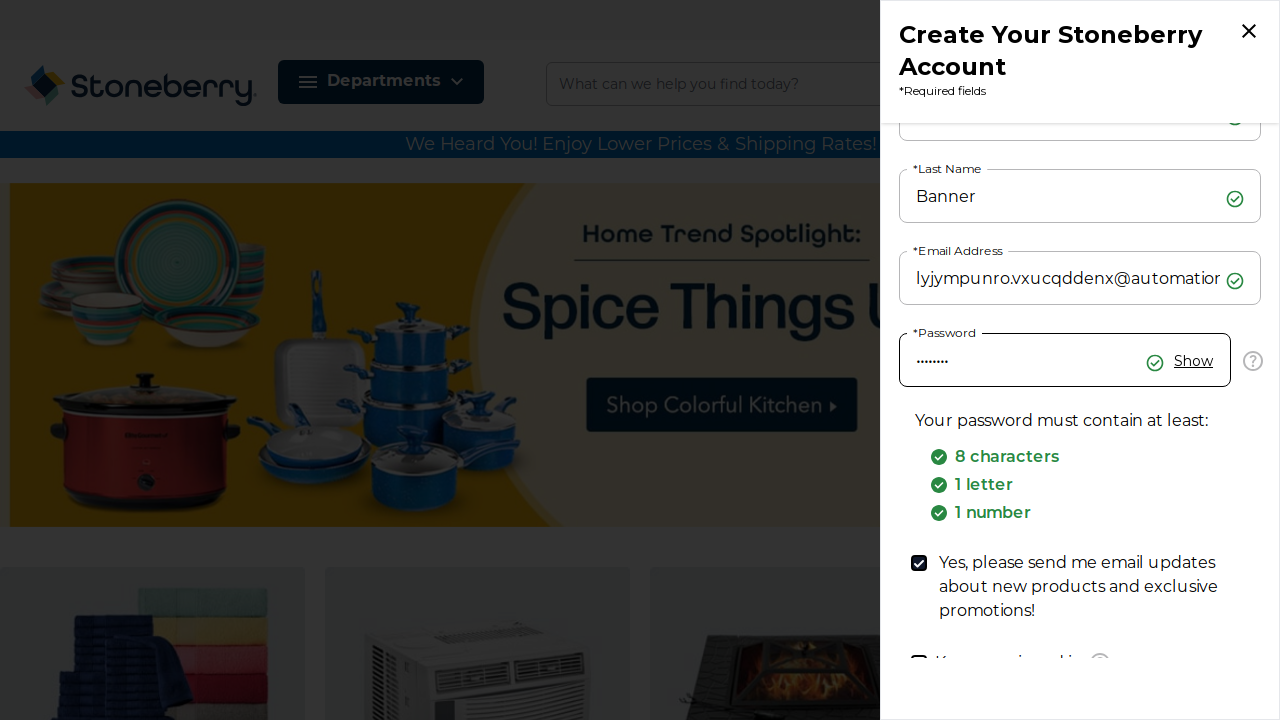 Create Your Stoneberry
Account
*Required fields
Stoneberry
Departments
What can we help you find today?
We Heard You! Enjoy Lower Prices & Shipping Rates!
*Last Name
Banner
*Email Address
lyjympunro.vxucqddenx@automation
*Password
••••••••
Show
Your password must contain at least:
8 characters
1 letter
1 number
Yes, please send me email updates
about new products and exclusive
promotions!
Home Trend Spotlight:
Spice Things
Shop Colorful Kitchen